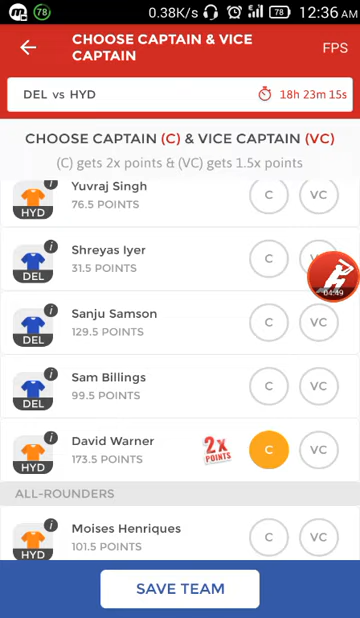 78 0.38K/s 78 12:36 AM
CHOOSE CAPTAIN & VICE CAPTAIN FPS
DEL vs HYD 18h 23m 15s
CHOOSE CAPTAIN (C) & VICE CAPTAIN (VC)
(C) gets 2x points & (VC) gets 1.5x points
Yuvraj Singh
76.5 POINTS
HYD
C VC
Shreyas Iyer
31.5 POINTS
DEL
C
04:49
Sanju Samson
129.5 POINTS
DEL
C VC
Sam Billings
99.5 POINTS
DEL
C VC
David Warner
173.5 POINTS
HYD
2x
POINTS
C VC
ALL-ROUNDERS
Moises Henriques
101.5 POINTS
HYD
C VC
SAVE TEAM